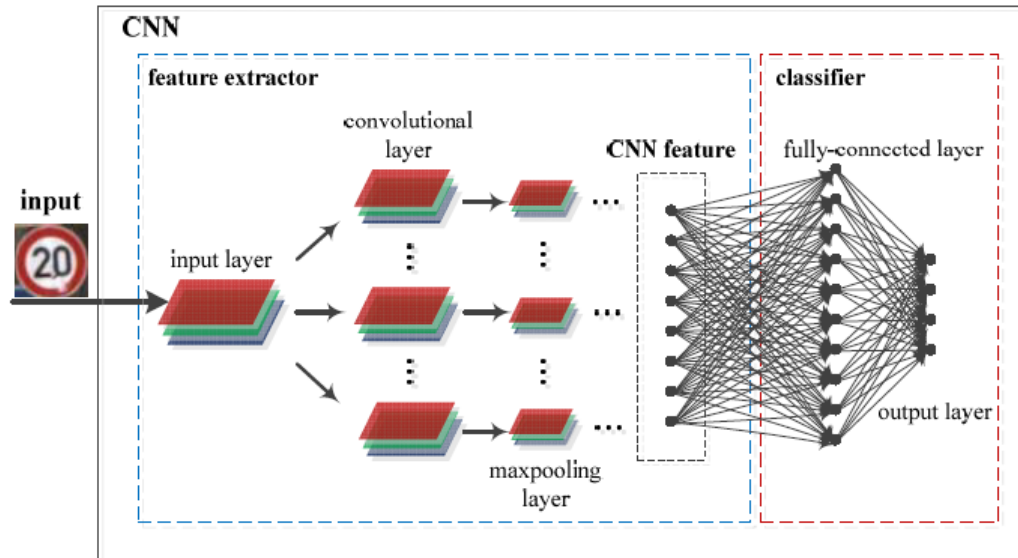 CNN
feature extractor
classifier
convolutional
layer
CNN feature
fully-connected layer
input
20
input layer
output layer
maxpooling
layer